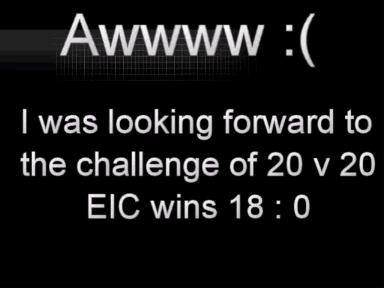 Awwww :(
I was looking forward to
the challenge of 20 v 20
EIC wins 18 : 0